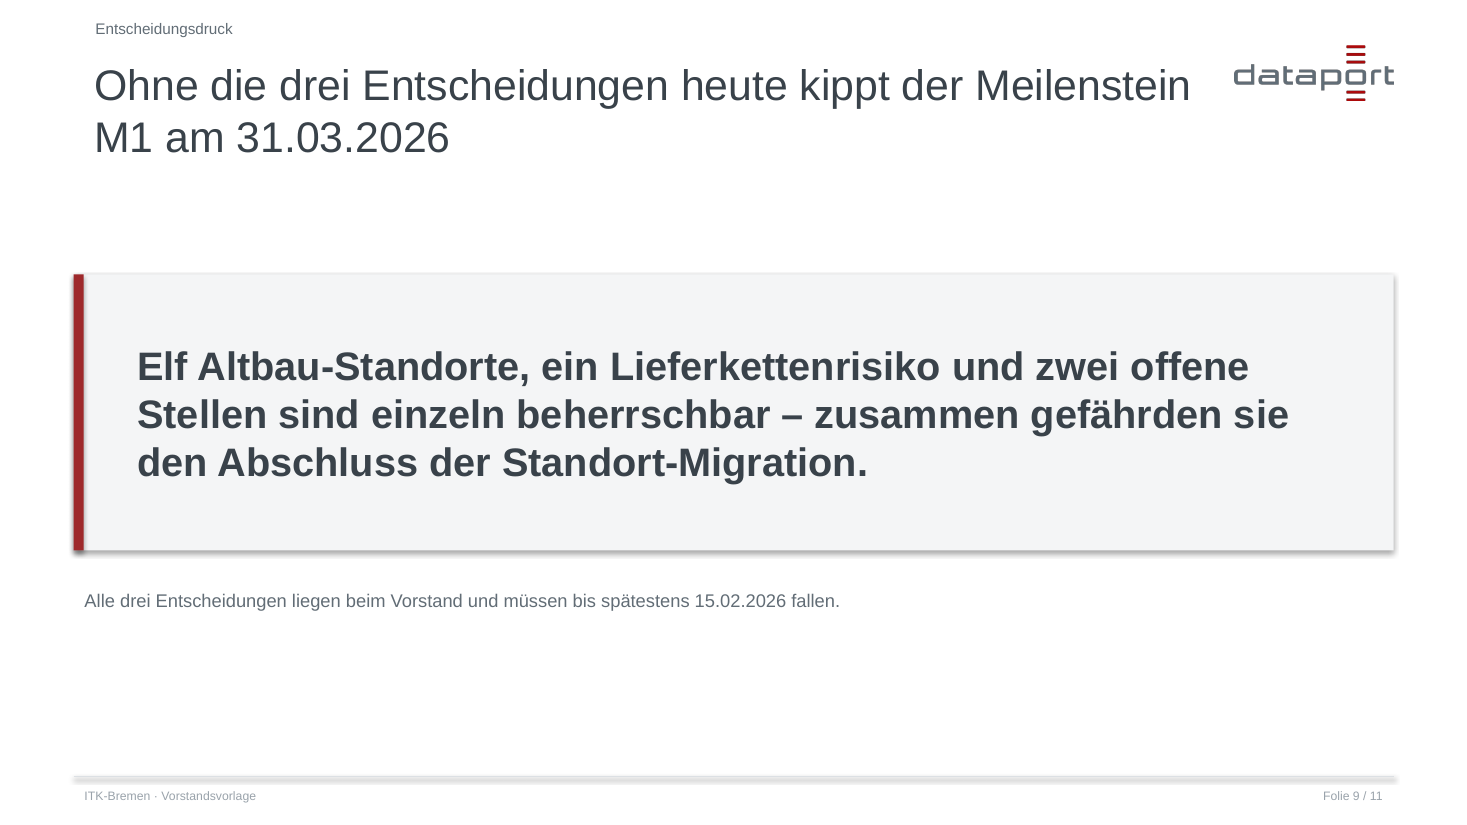 Entscheidungsdruck
Ohne die drei Entscheidungen heute kippt der Meilenstein
M1 am 31.03.2026
dataport
Elf Altbau-Standorte, ein Lieferkettenrisiko und zwei offene
Stellen sind einzeln beherrschbar – zusammen gefährden sie
den Abschluss der Standort-Migration.
Alle drei Entscheidungen liegen beim Vorstand und müssen bis spätestens 15.02.2026 fallen.
ITK-Bremen · Vorstandsvorlage
Folie 9 / 11